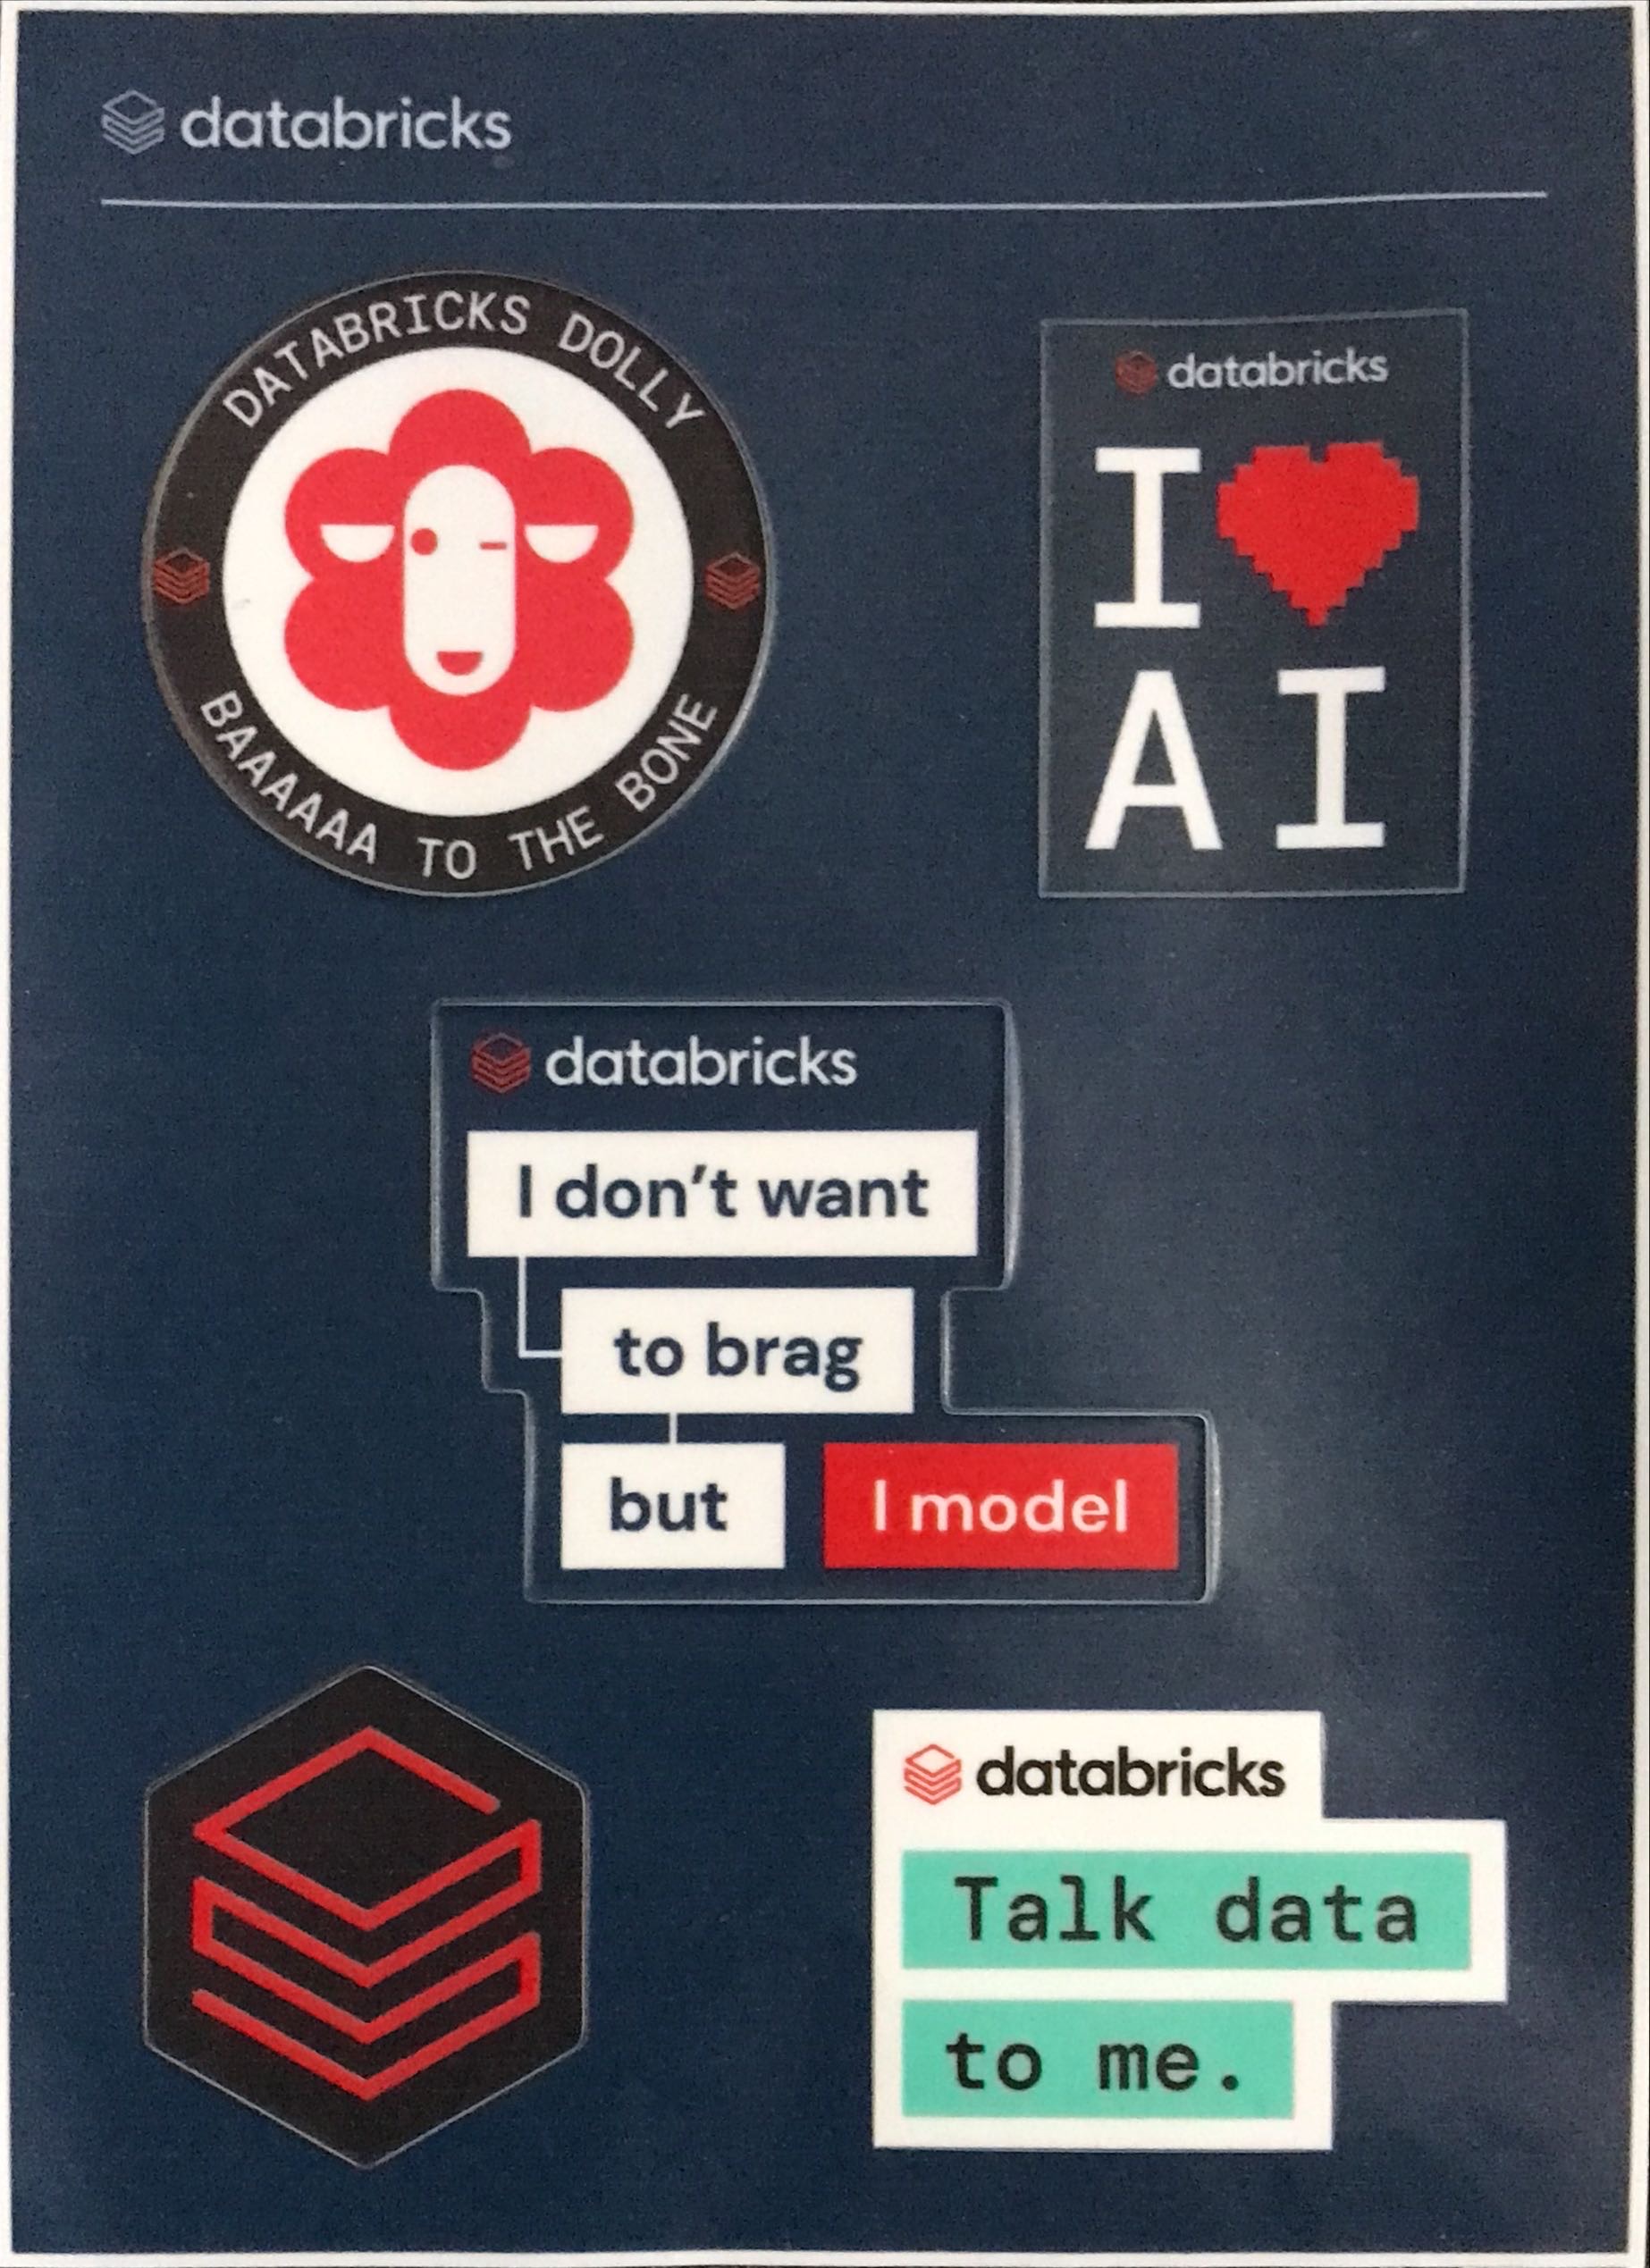 databricks
DATABRICKS DOLLY
BAAAAAA TO THE BONE
databricks
I
AI
databricks
I don't want
to brag
but I model
databricks
Talk data
to me.